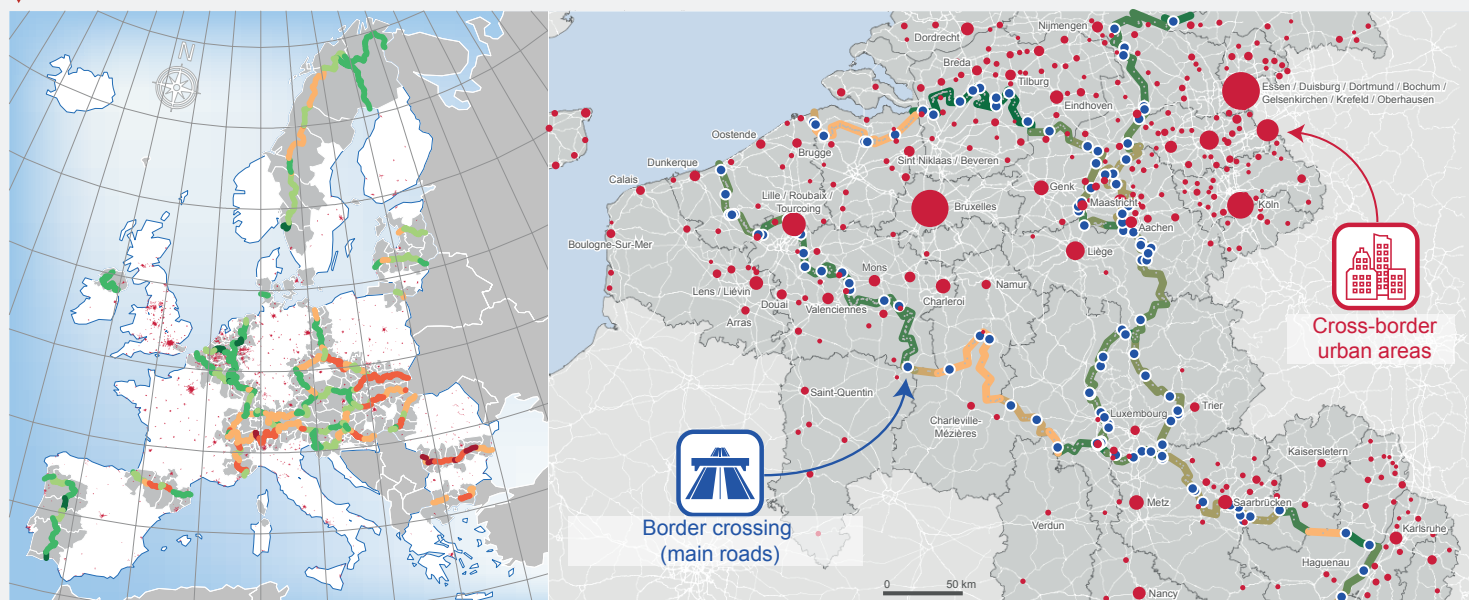 N
Nijmengen
Dordrecht
Breda
Tilburg
Eindhoven
Essen / Duisburg / Dortmund / Bochum /
Gelsenkirchen / Krefeld / Oberhausen
Oostende
Brugge
Sint Niklaas / Beveren
Dunkerque
Calais
Lille / Roubaix /
Tourcoing
Bruxelles
Genk
Maastricht
Köln
Aachen
Boulogne-Sur-Mer
Liège
Mons
Lens / Liévin
Douai
Valenciennes
Charleroi
Namur
Arras
Cross-border
urban areas
Saint-Quentin
Charleville-
Mézières
Luxembourg
Trier
Kaisersletern
Border crossing
(main roads)
Verdun
Metz
Saarbrücken
Karlsruhe
Haguenau
0 50 km
Nancy